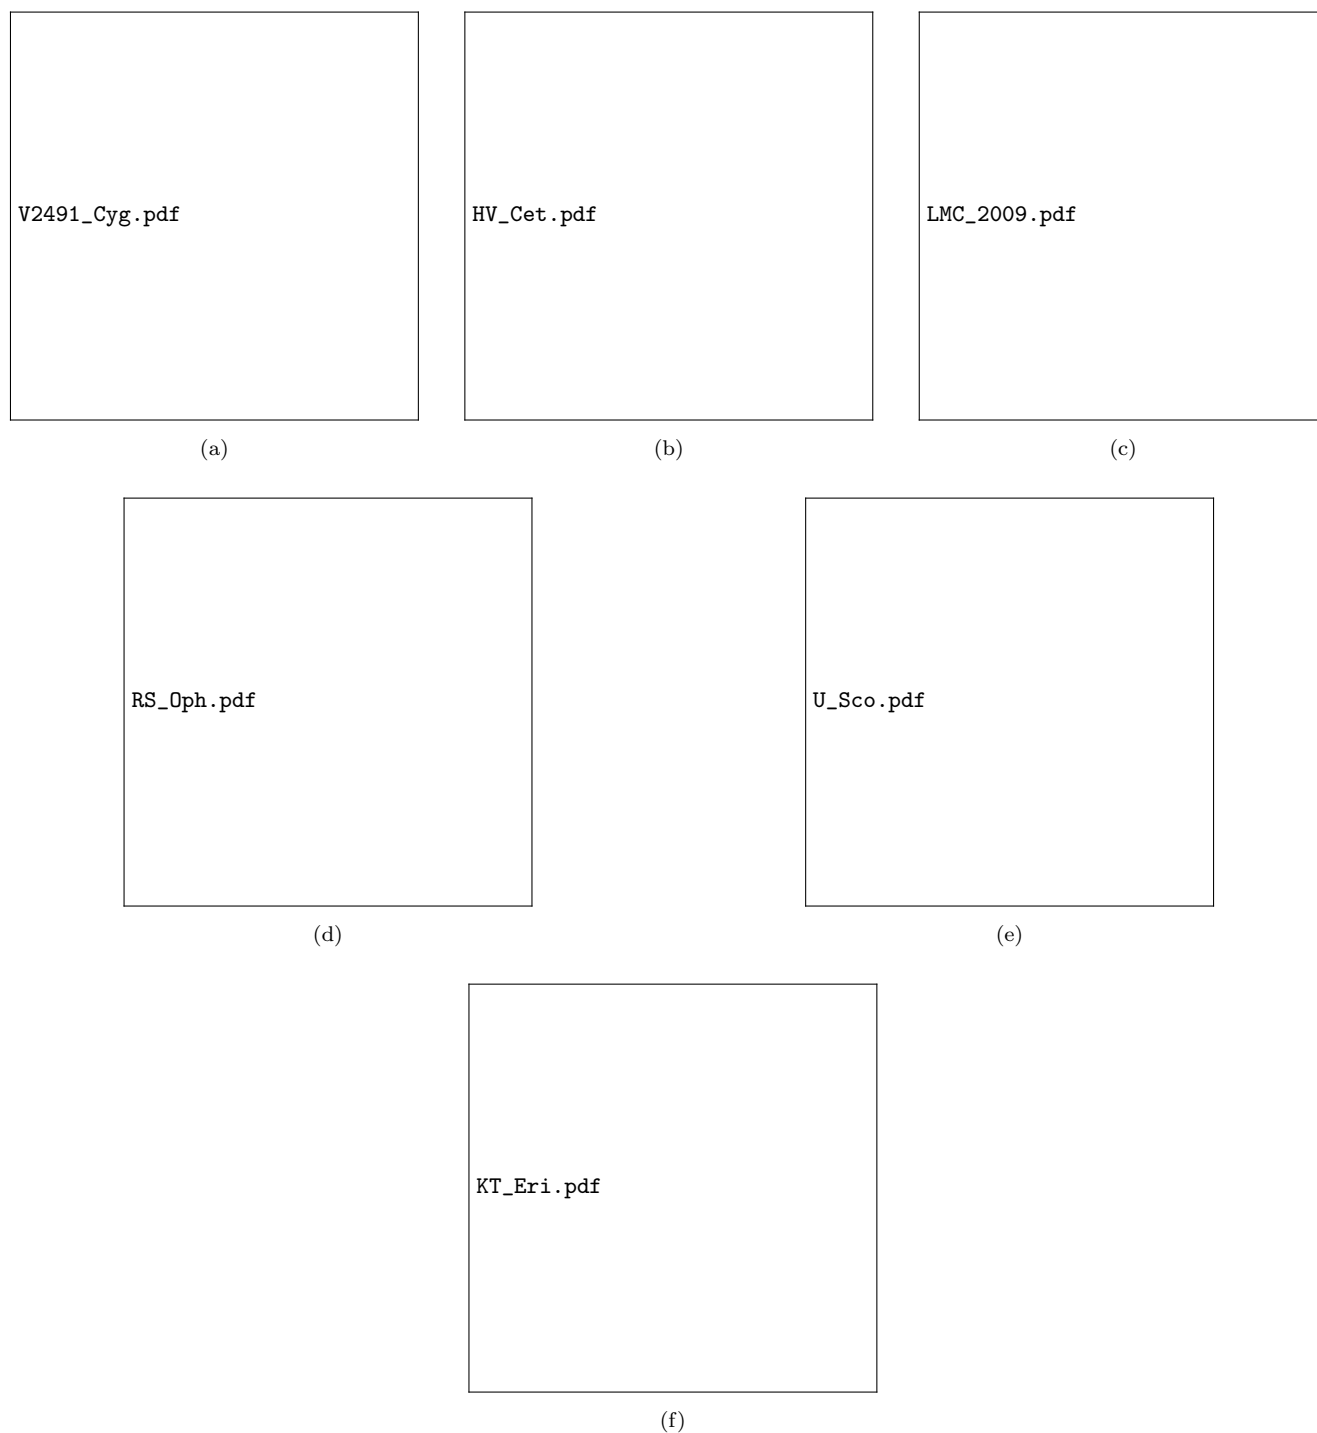 V2491_Cyg.pdf
HV_Cet.pdf
LMC_2009.pdf
(a)
(b)
(c)
RS_Oph.pdf
U_Sco.pdf
(d)
(e)
KT_Eri.pdf
(f)